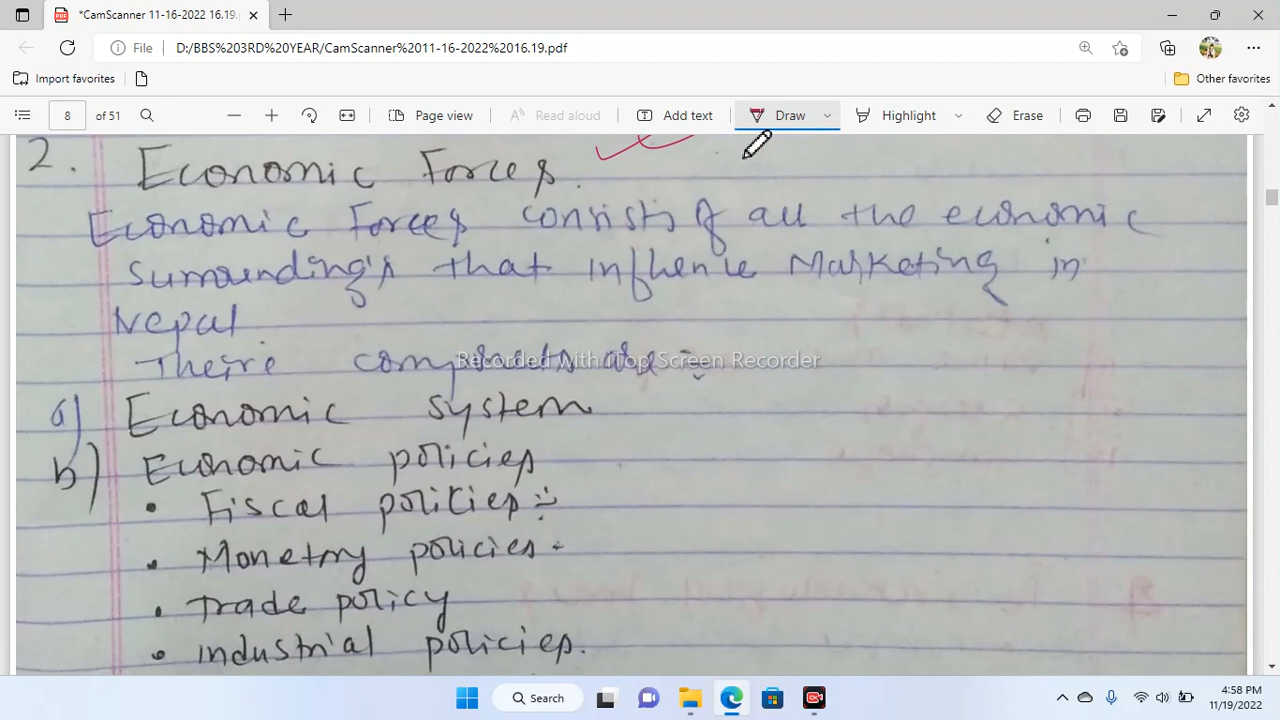 *CamScanner 11-16-2022 16.19.
File D:/BBS%203RD%20YEAR/CamScanner%2011-16-2022%2016.19.pdf
Import favorites Other favorites
8 of 51 Page view Read aloud Add text Draw Highlight Erase
2. Economic Forces.
Economic Forces consists of all the economic
surrounding's that influence Marketing in
Nepal
Recorded with iTop Screen Recorder
a) Economic system
b) Economic policies
• Fiscal policies :-
• Monetry policies -
• Trade policy
• industrial policies.
Search 4:58 PM
11/19/2022